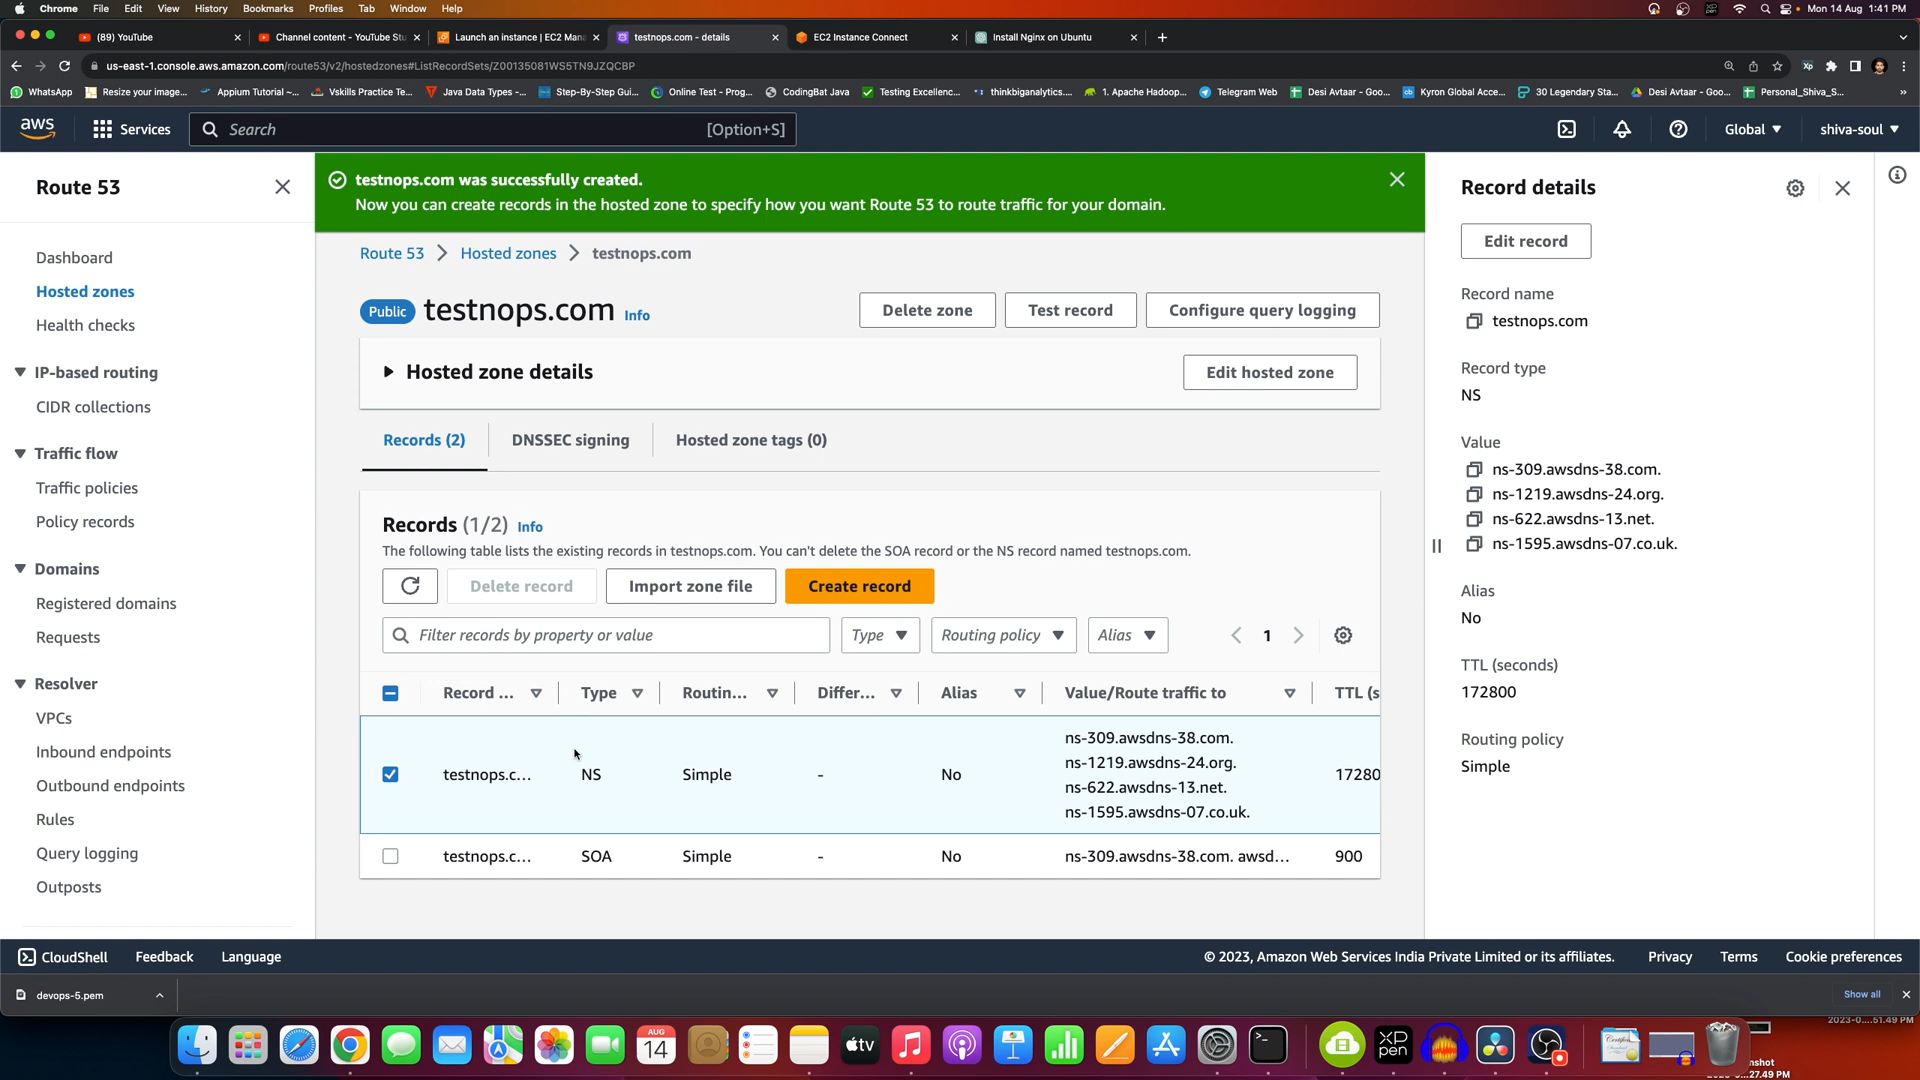 Chrome File Edit View History Bookmarks Profiles Tab Window Help
Mon 14 Aug 1:41 PM
(89) YouTube
Channel content - YouTube Stu
Launch an instance | EC2 Mana
testnops.com - details
EC2 Instance Connect
Install Nginx on Ubuntu
us-east-1.console.aws.amazon.com/route53/v2/hostedzones#ListRecordSets/Z00135081WS5TN9JZQCBP
WhatsApp
Resize your image...
Appium Tutorial –...
Vskills Practice Te...
Java Data Types -...
Step-By-Step Gui...
Online Test - Prog...
CodingBat Java
Testing Excellenc...
thinkbiganalytics....
1. Apache Hadoop...
Telegram Web
Desi Avtaar - Goo...
Kyron Global Acce...
30 Legendary Sta...
Desi Avtaar - Goo...
Personal_Shiva_S...
aws
Services
Search
[Option+S]
Global
shiva-soul
Route 53
Dashboard
Hosted zones
Health checks
IP-based routing
CIDR collections
Traffic flow
Traffic policies
Policy records
Domains
Registered domains
Requests
Resolver
VPCs
Inbound endpoints
Outbound endpoints
Rules
Query logging
Outposts
testnops.com was successfully created.
Now you can create records in the hosted zone to specify how you want Route 53 to route traffic for your domain.
Route 53 > Hosted zones > testnops.com
Public testnops.com Info
Delete zone
Test record
Configure query logging
Hosted zone details
Edit hosted zone
Records (2)
DNSSEC signing
Hosted zone tags (0)
Records (1/2) Info
The following table lists the existing records in testnops.com. You can't delete the SOA record or the NS record named testnops.com.
Delete record
Import zone file
Create record
Filter records by property or value
Type
Routing policy
Alias
1
Record ... Type Routin... Differ... Alias Value/Route traffic to TTL (s
testnops.c... NS Simple - No
ns-309.awsdns-38.com.
ns-1219.awsdns-24.org.
ns-622.awsdns-13.net.
ns-1595.awsdns-07.co.uk.
17280
testnops.c... SOA Simple - No ns-309.awsdns-38.com. awsd... 900
Record details
Edit record
Record name
testnops.com
Record type
NS
Value
ns-309.awsdns-38.com.
ns-1219.awsdns-24.org.
ns-622.awsdns-13.net.
ns-1595.awsdns-07.co.uk.
Alias
No
TTL (seconds)
172800
Routing policy
Simple
CloudShell
Feedback
Language
© 2023, Amazon Web Services India Private Limited or its affiliates.
Privacy
Terms
Cookie preferences
devops-5.pem
Show all
AUG
14
tv
XP
pen